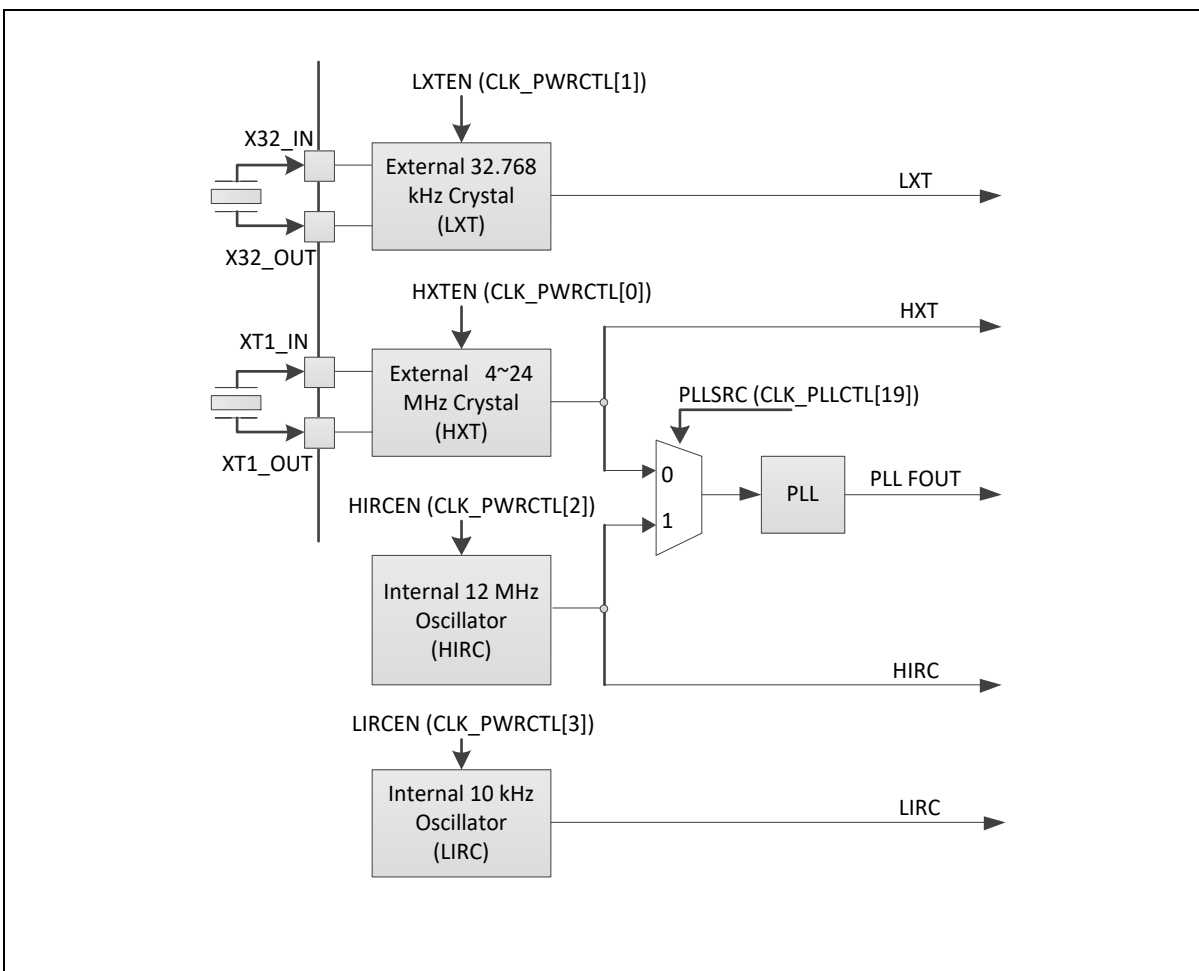 LXTEN (CLK_PWRCTL[1])
X32_IN
External 32.768
kHz Crystal
(LXT)
LXT
X32_OUT
HXTEN (CLK_PWRCTL[0])
HXT
XT1_IN
External 4~24
MHz Crystal
(HXT)
XT1_OUT
PLLSRC (CLK_PLLCTL[19])
0
1
PLL
PLL FOUT
HIRCEN (CLK_PWRCTL[2])
Internal 12 MHz
Oscillator
(HIRC)
HIRC
LIRCEN (CLK_PWRCTL[3])
Internal 10 kHz
Oscillator
(LIRC)
LIRC